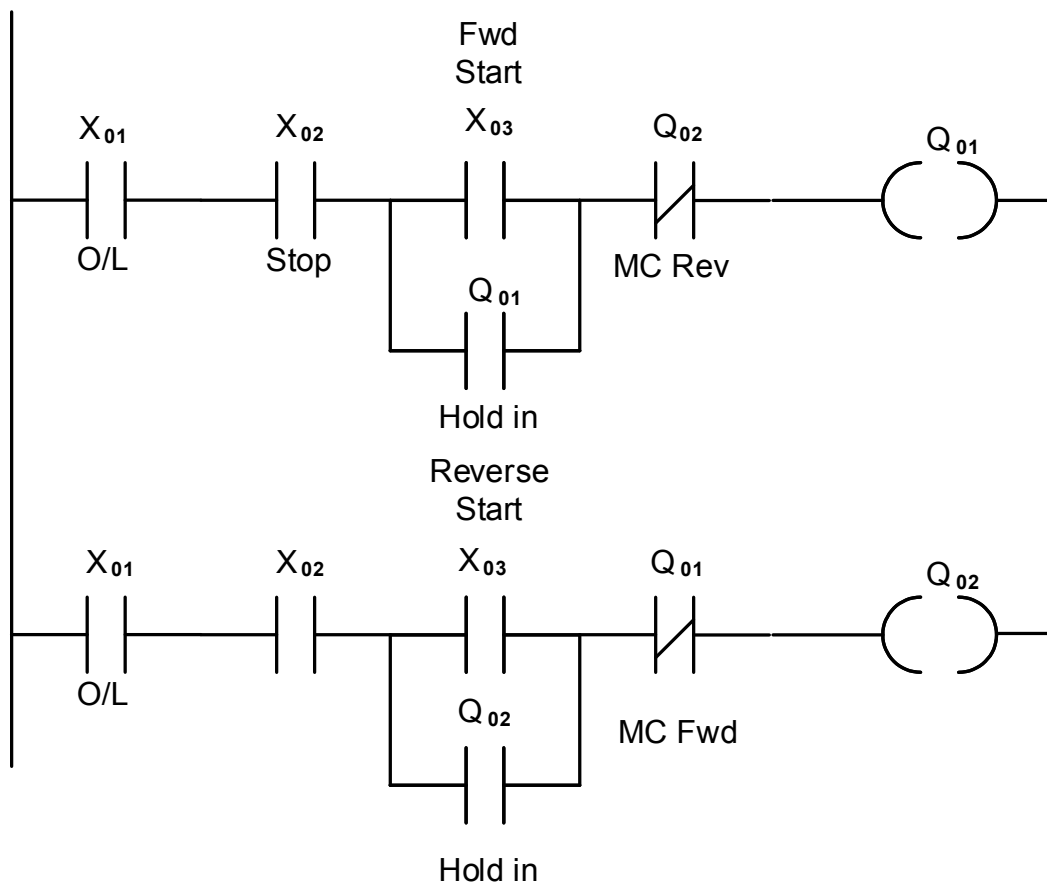 Fwd
Start
X01 X02 X03 Q02 Q01
O/L Stop MC Rev
Q01
Hold in
Reverse
Start
X01 X02 X03 Q01 Q02
O/L
Q02
MC Fwd
Hold in